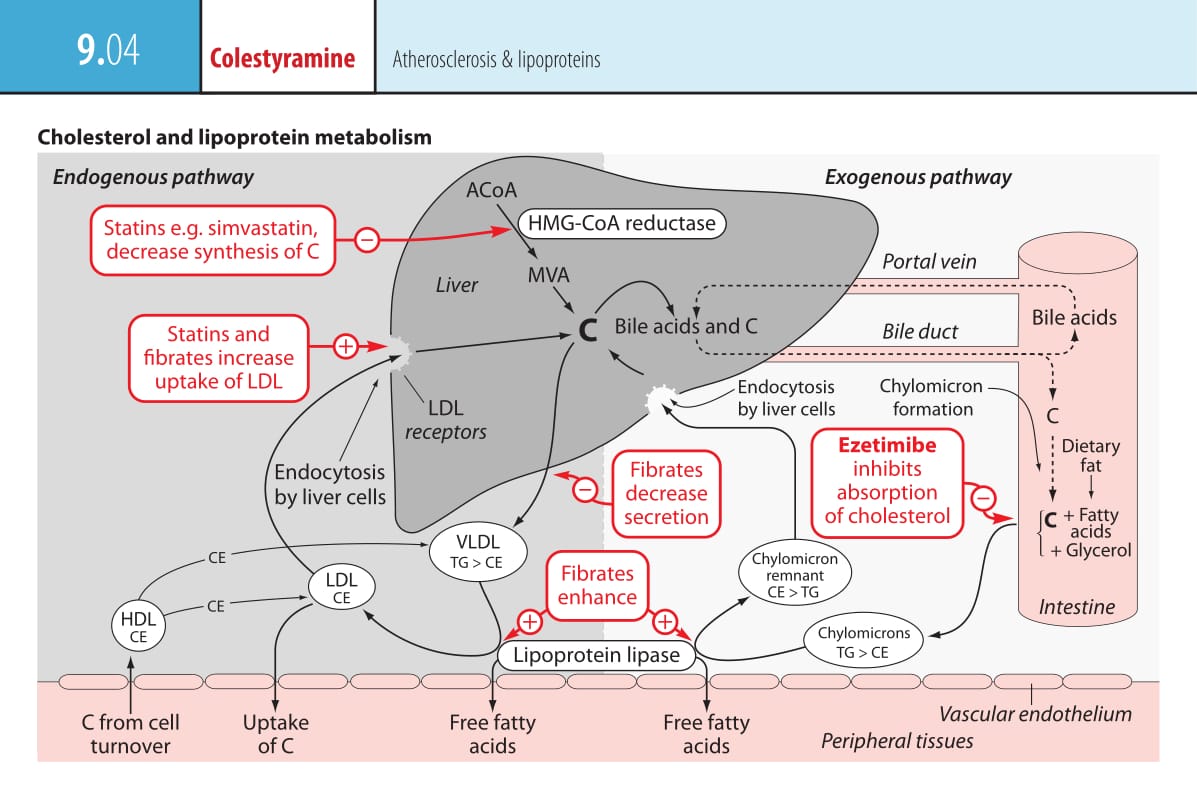 9.04
Colestyramine
Atherosclerosis & lipoproteins
Cholesterol and lipoprotein metabolism
Endogenous pathway
Exogenous pathway
ACoA
Statins e.g. simvastatin,
decrease synthesis of C
−
HMG-CoA reductase
MVA
Liver
Portal vein
Bile acids
C
Bile acids and C
Bile duct
Statins and
fibrates increase
uptake of LDL
+
LDL
receptors
Endocytosis
by liver cells
Endocytosis
by liver cells
Chylomicron
formation
C
Dietary
fat
Ezetimibe
inhibits
absorption
of cholesterol
−
Fibrates
decrease
secretion
−
C + Fatty
acids
+ Glycerol
Intestine
VLDL
TG > CE
CE
CE
LDL
CE
HDL
CE
Fibrates
enhance
+
+
Chylomicron
remnant
CE > TG
Chylomicrons
TG > CE
Lipoprotein lipase
C from cell
turnover
Uptake
of C
Free fatty
acids
Free fatty
acids
Vascular endothelium
Peripheral tissues